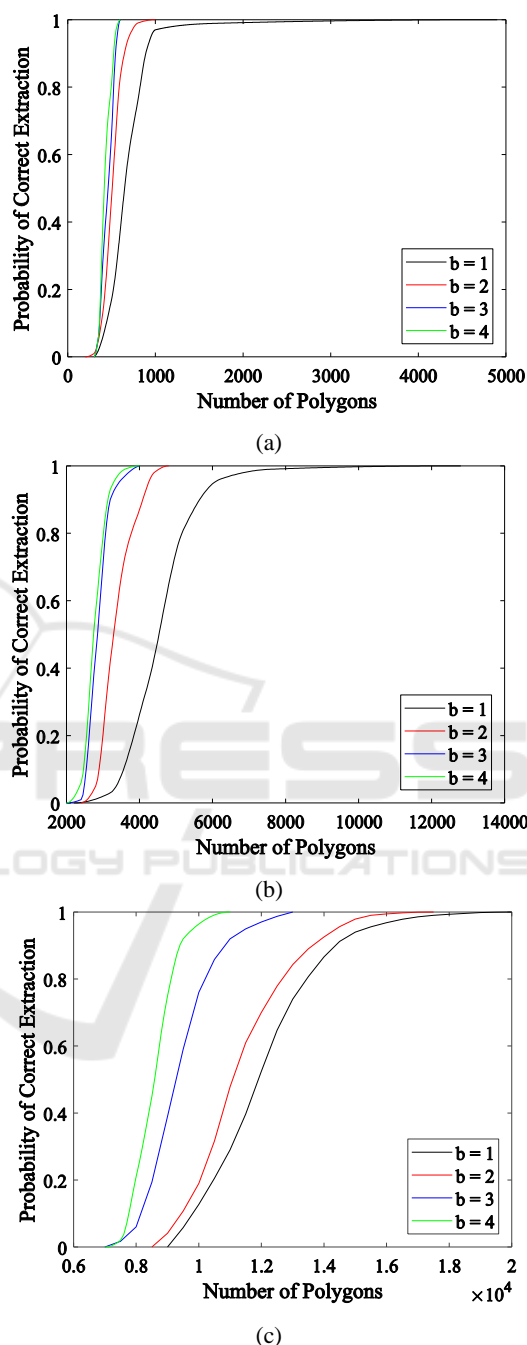 1
0.8
0.6
0.4
0.2
0
Probability of Correct Extraction
b = 1
b = 2
b = 3
b = 4
0 1000 2000 3000 4000 5000
Number of Polygons
(a)
1
0.8
0.6
0.4
0.2
0
Probability of Correct Extraction
b = 1
b = 2
b = 3
b = 4
2000 4000 6000 8000 10000 12000 14000
Number of Polygons
(b)
PRESS
LOGY PUBLICATIONS
1
0.8
0.6
0.4
0.2
0
Probability of Correct Extraction
b = 1
b = 2
b = 3
b = 4
0.6 0.8 1 1.2 1.4 1.6 1.8 2
Number of Polygons
×10⁴
(c)